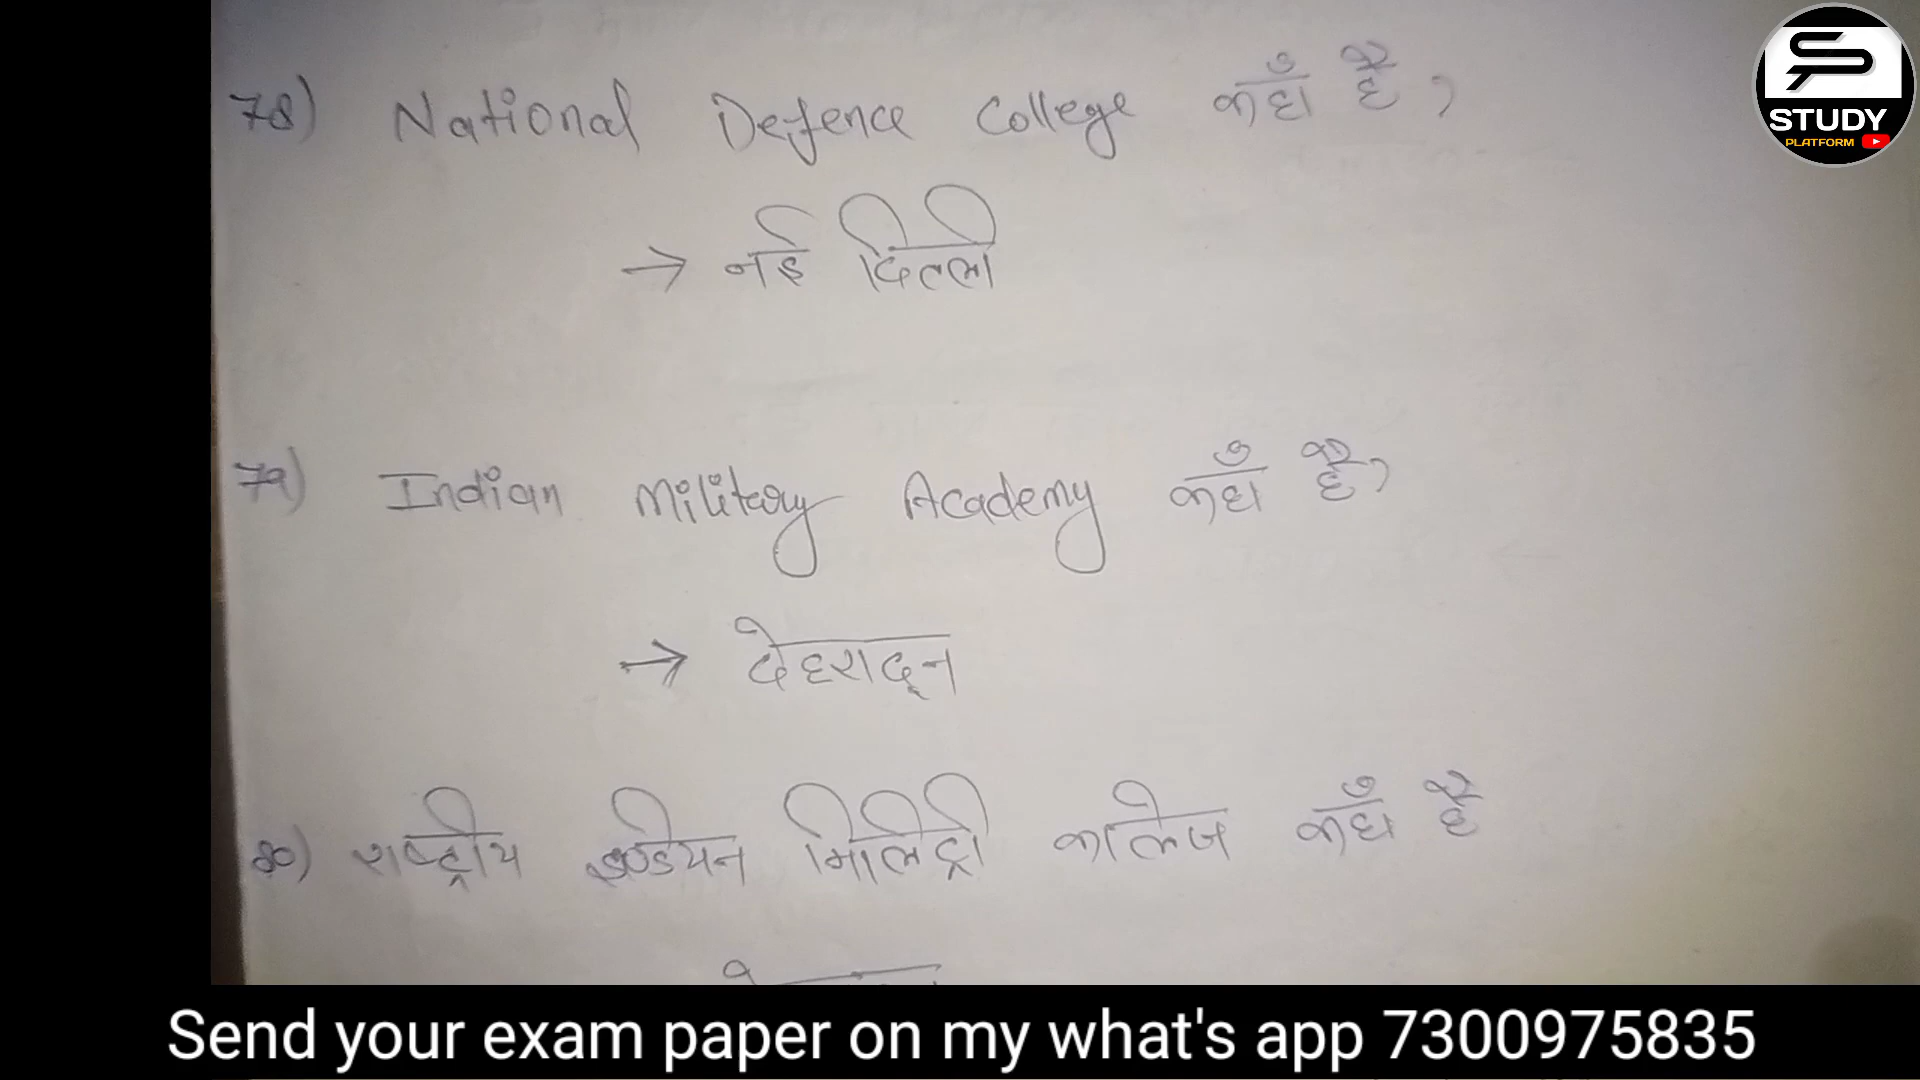 78) National Defence College कहाँ है ?
→ नई दिल्ली
79) Indian Military Academy कहाँ है ?
→ देहरादून
80) राष्ट्रीय इण्डियन मिलिट्री कालेज कहाँ है
STUDY
PLATFORM
Send your exam paper on my what's app 7300975835